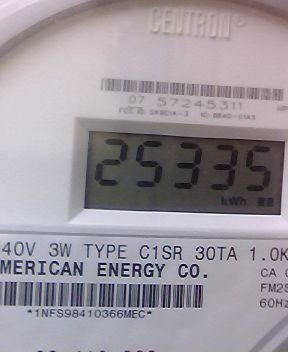 CENTRON®
07 57245311
25335
kWh
40V 3W TYPE C1SR 30TA 1.0K
MERICAN ENERGY CO.
CA
FM2S
60Hz
*1NFS98410366MEC*